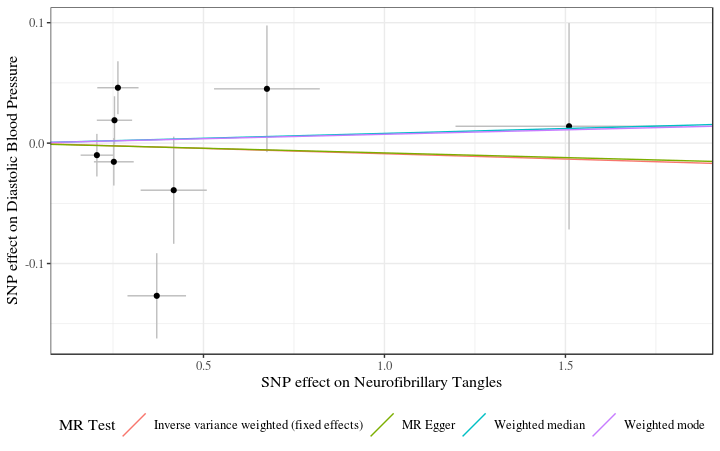 SNP effect on Diastolic Blood Pressure
0.1
0.0
-0.1
0.5
1.0
1.5
SNP effect on Neurofibrillary Tangles
MR Test
Inverse variance weighted (fixed effects)
MR Egger
Weighted median
Weighted mode